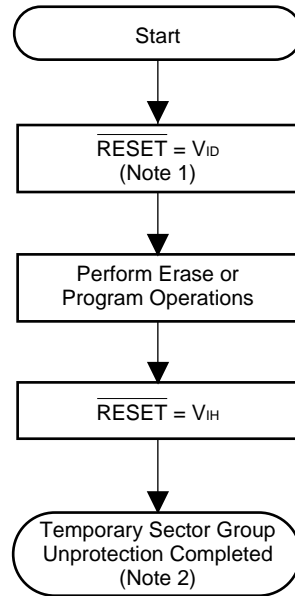 Start
RESET = VID
(Note 1)
Perform Erase or
Program Operations
RESET = VIH
Temporary Sector Group
Unprotection Completed
(Note 2)